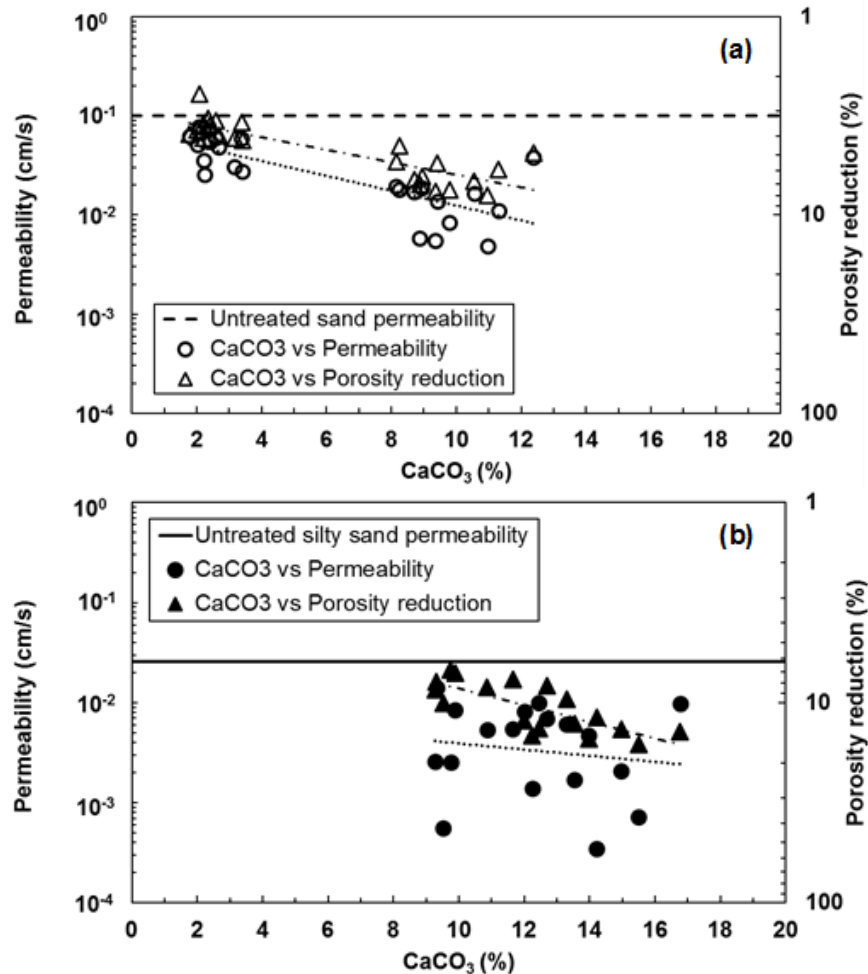 (a)
Permeability (cm/s)
10⁰
10⁻¹
10⁻²
10⁻³
10⁻⁴
Untreated sand permeability
CaCO3 vs Permeability
CaCO3 vs Porosity reduction
1
10
100
Porosity reduction (%)
0 2 4 6 8 10 12 14 16 18 20
CaCO₃ (%)
(b)
Permeability (cm/s)
10⁰
10⁻¹
10⁻²
10⁻³
10⁻⁴
Untreated silty sand permeability
CaCO3 vs Permeability
CaCO3 vs Porosity reduction
1
10
100
Porosity reduction (%)
0 2 4 6 8 10 12 14 16 18 20
CaCO₃ (%)